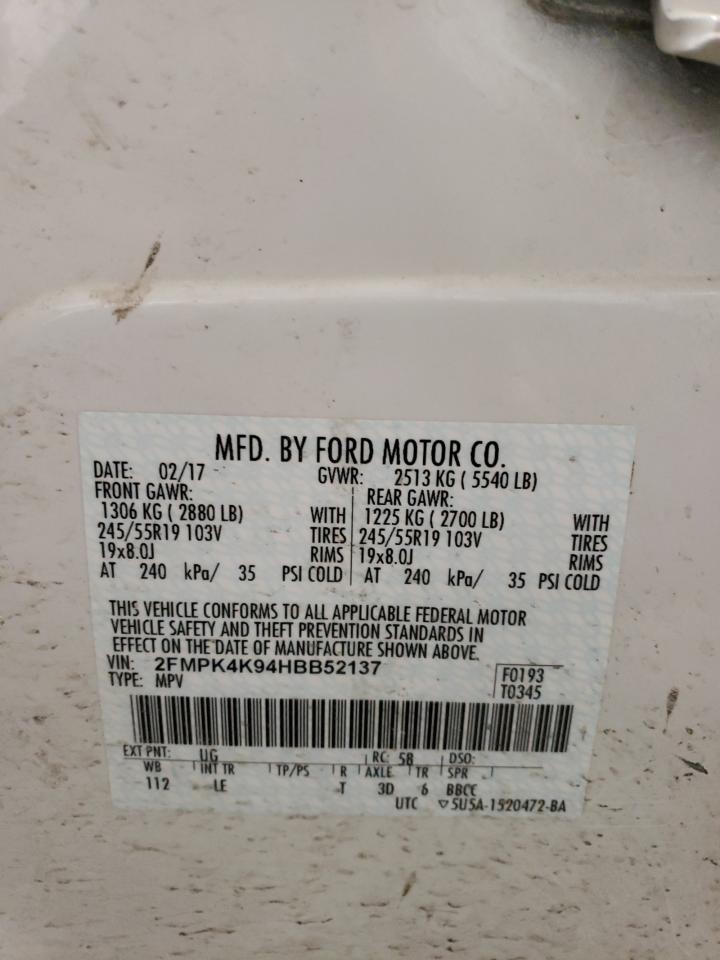 MFD. BY FORD MOTOR CO.
DATE: 02/17 GVWR: 2513 KG ( 5540 LB)
FRONT GAWR: REAR GAWR:
1306 KG ( 2880 LB) WITH 1225 KG ( 2700 LB) WITH
245/55R19 103V TIRES 245/55R19 103V TIRES
19x8.0J RIMS 19x8.0J RIMS
AT 240 kPa/ 35 PSI COLD AT 240 kPa/ 35 PSI COLD
THIS VEHICLE CONFORMS TO ALL APPLICABLE FEDERAL MOTOR
VEHICLE SAFETY AND THEFT PREVENTION STANDARDS IN
EFFECT ON THE DATE OF MANUFACTURE SHOWN ABOVE.
VIN: 2FMPK4K94HBB52137
TYPE: MPV
F0193
T0345
EXT PNT: UG RC: 58 DSO:
WB INT TR TP/PS R AXLE TR SPR
112 LE T 3D 6 BBCC
UTC ▽5U5A-1520472-BA